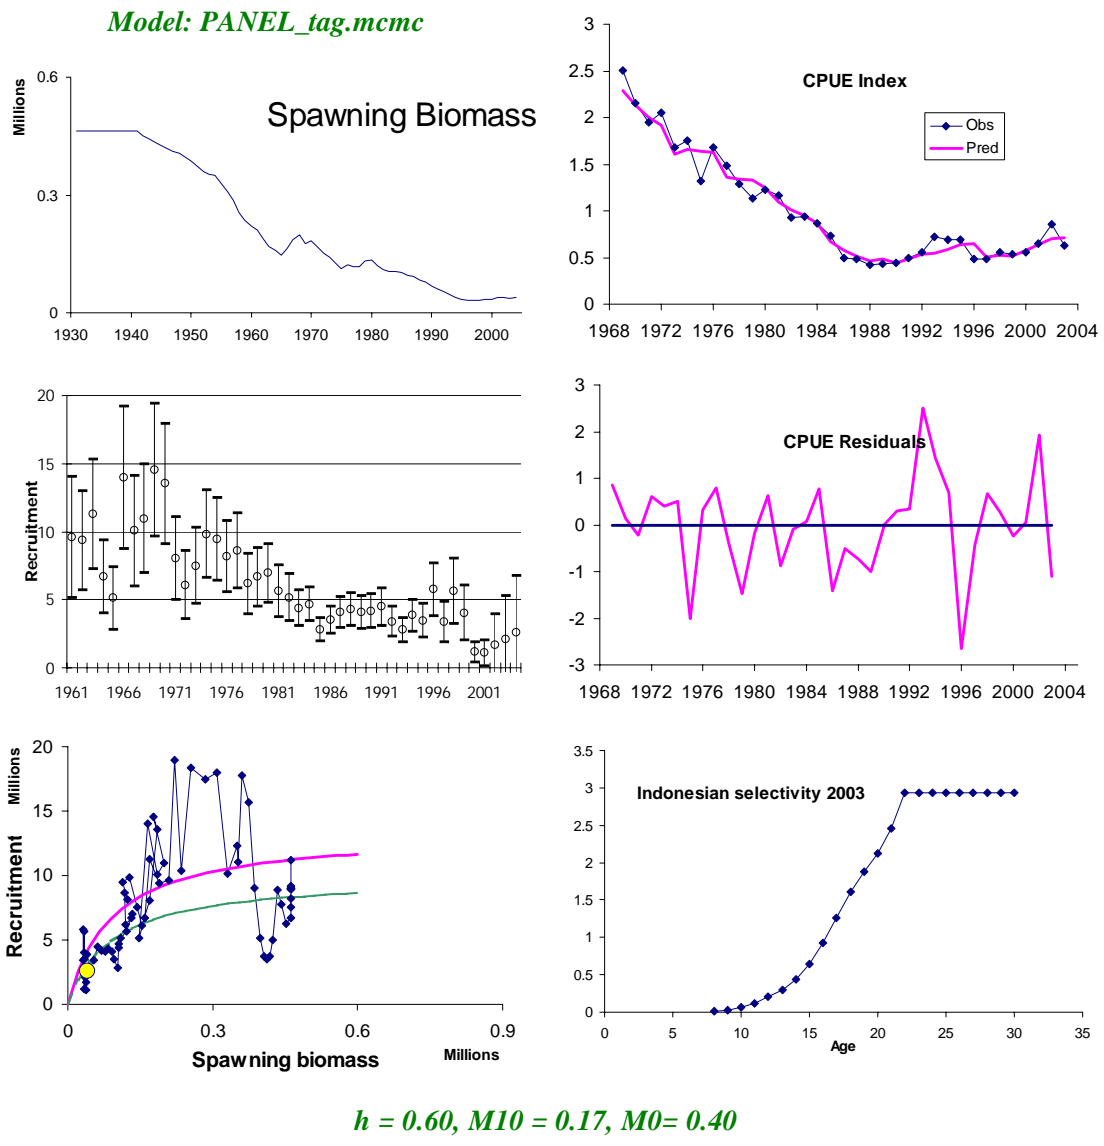 Model: PANEL_tag.mcmc
Millions
Spawning Biomass
0.6
0.3
0
1930 1940 1950 1960 1970 1980 1990 2000
CPUE Index
Obs
Pred
3
2.5
2
1.5
1
0.5
0
1968 1972 1976 1980 1984 1988 1992 1996 2000 2004
Recruitment
20
15
10
5
0
1961 1966 1971 1976 1981 1986 1991 1996 2001
CPUE Residuals
3
2
1
0
-1
-2
-3
1968 1972 1976 1980 1984 1988 1992 1996 2000 2004
Millions
Recruitment
20
15
10
5
0
0 0.3 0.6 0.9
Spawning biomass
Millions
Indonesian selectivity 2003
3.5
3
2.5
2
1.5
1
0.5
0
0 5 10 15 20 25 30 35
Age
h = 0.60, M10 = 0.17, M0= 0.40